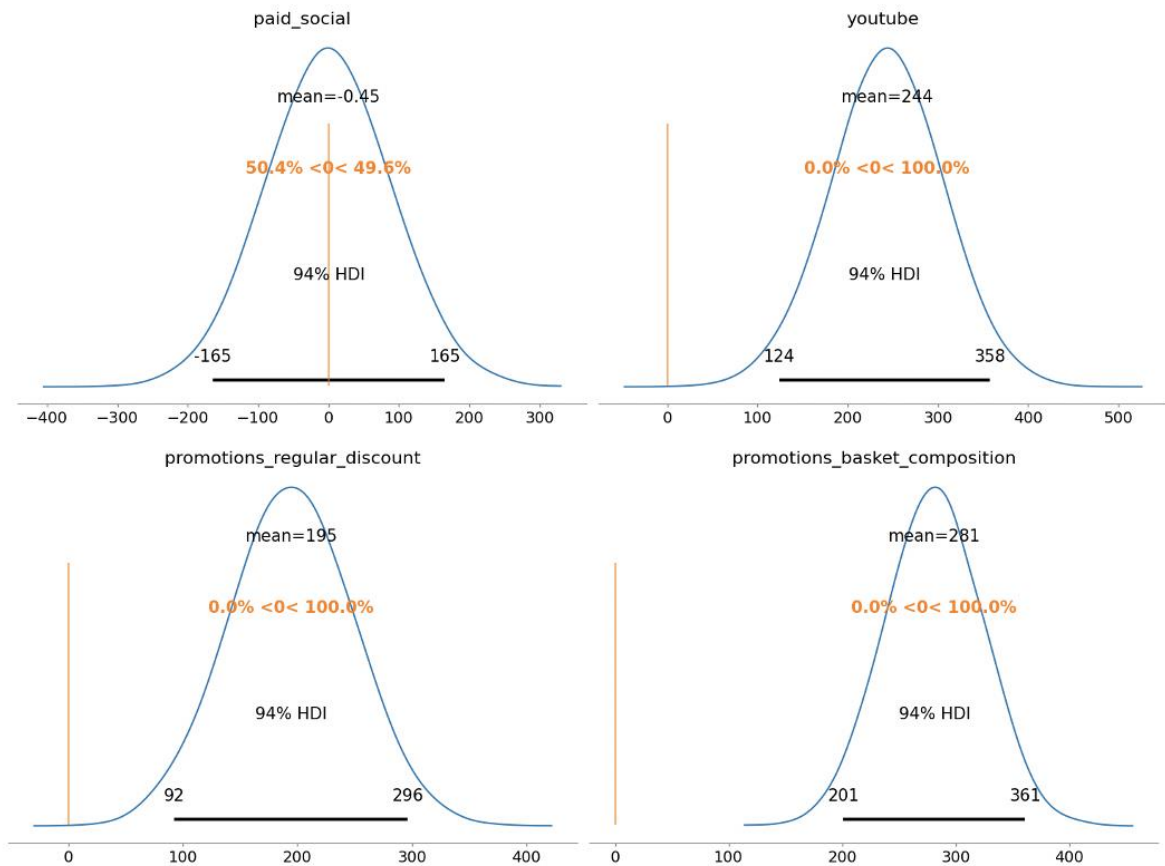 paid_social
mean=-0.45
50.4% <0< 49.6%
94% HDI
-165 165
−400 −300 −200 −100 0 100 200 300
youtube
mean=244
0.0% <0< 100.0%
94% HDI
124 358
0 100 200 300 400 500
promotions_regular_discount
mean=195
0.0% <0< 100.0%
94% HDI
92 296
0 100 200 300 400
promotions_basket_composition
mean=281
0.0% <0< 100.0%
94% HDI
201 361
0 100 200 300 400